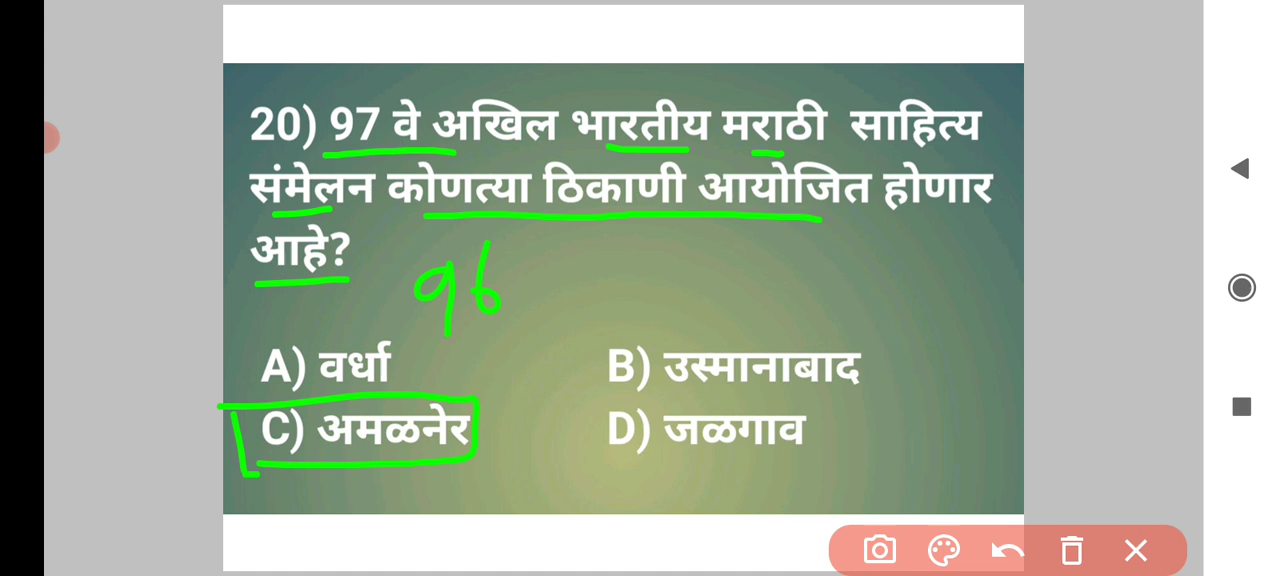 20) 97 वे अखिल भारतीय मराठी साहित्य
संमेलन कोणत्या ठिकाणी आयोजित होणार
आहे?
96
A) वर्धा
B) उस्मानाबाद
C) अमळनेर
D) जळगाव